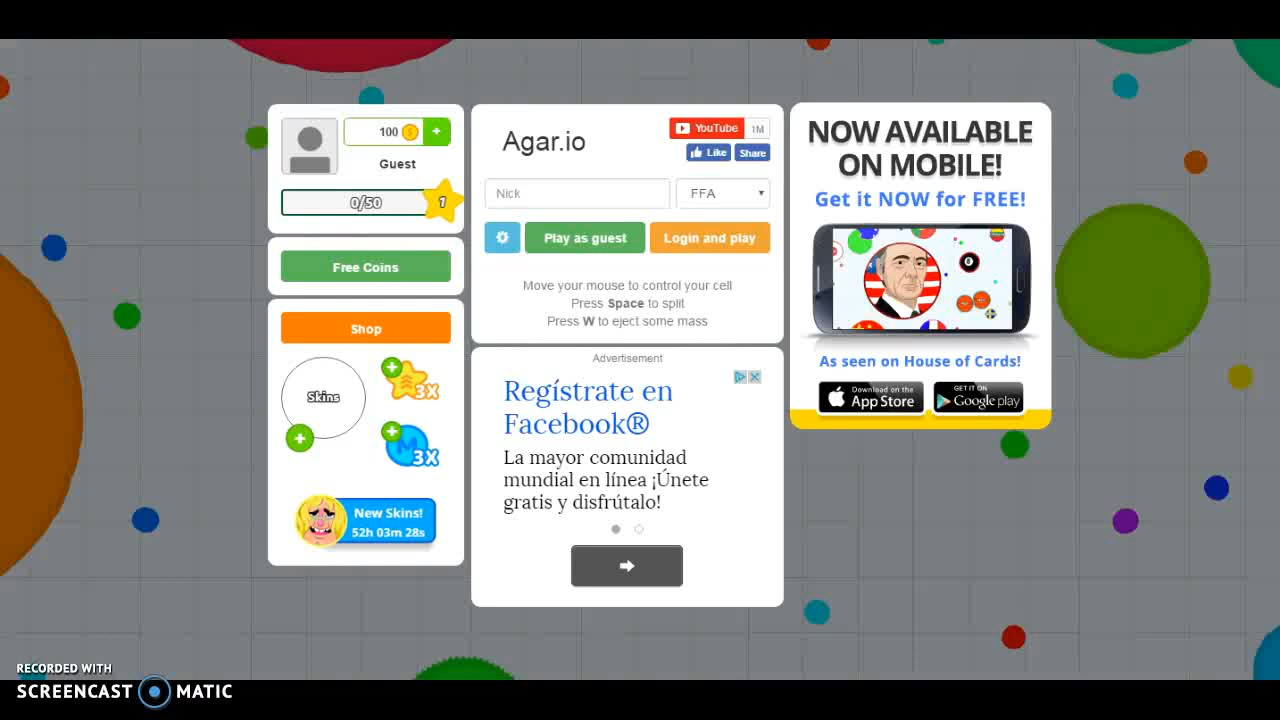 100
+
Guest
0/50
1
Free Coins
Shop
Skins
3X
M 3X
New Skins!
52h 03m 28s
Agar.io
YouTube 1M
Like Share
Nick
FFA
Play as guest
Login and play
Move your mouse to control your cell
Press Space to split
Press W to eject some mass
Advertisement
Regístrate en
Facebook®
La mayor comunidad
mundial en línea ¡Únete
gratis y disfrútalo!
NOW AVAILABLE
ON MOBILE!
Get it NOW for FREE!
8
As seen on House of Cards!
Download on the
App Store
GET IT ON
Google play
RECORDED WITH
SCREENCAST MATIC